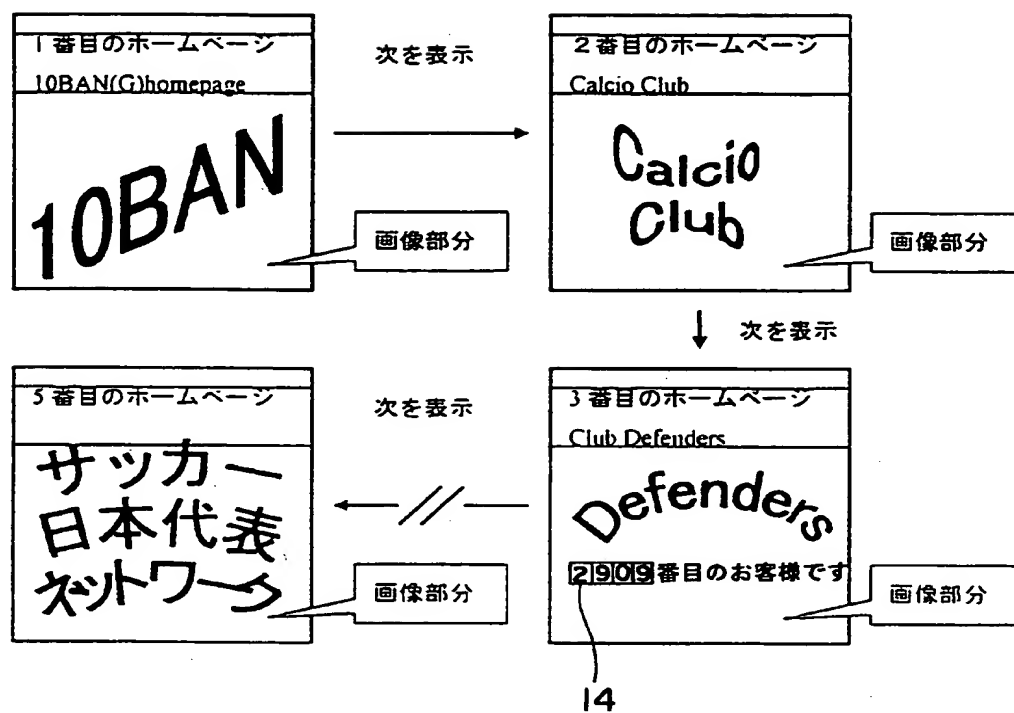 1番目のホームページ
10BAN(G)homepage
10BAN
画像部分
次を表示
2番目のホームページ
Calcio Club
Calcio
Club
画像部分
次を表示
3番目のホームページ
Club Defenders
Defenders
2909番目のお客様です
画像部分
14
次を表示
5番目のホームページ
サッカー
日本代表
ネットワーク
画像部分